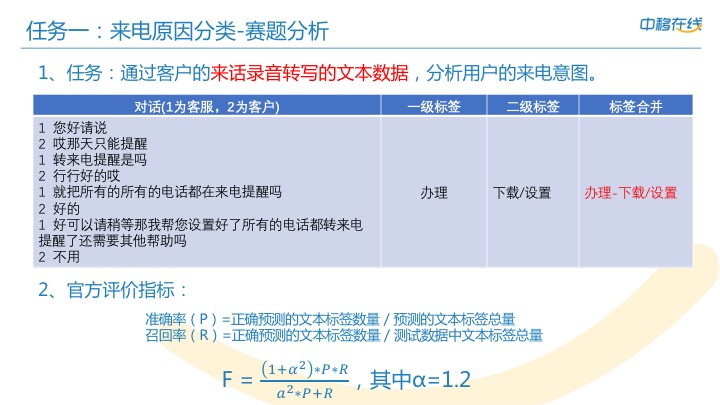 任务一：来电原因分类-赛题分析
中移在线
1、任务：通过客户的来话录音转写的文本数据，分析用户的来电意图。
对话(1为客服，2为客户) 一级标签 二级标签 标签合并
1 您好请说
2 哎那天只能提醒
1 转来电提醒是吗
2 行行好的哎
1 就把所有的所有的电话都在来电提醒吗
2 好的
1 好可以请稍等那我帮您设置好了所有的电话都转来电
提醒了还需要其他帮助吗
2 不用
办理 下载/设置 办理-下载/设置
2、官方评价指标：
准确率（P）=正确预测的文本标签数量 / 预测的文本标签总量
召回率（R）=正确预测的文本标签数量 / 测试数据中文本标签总量
F = \frac{(1+α²)*P*R}{a²*P+R}，其中α=1.2